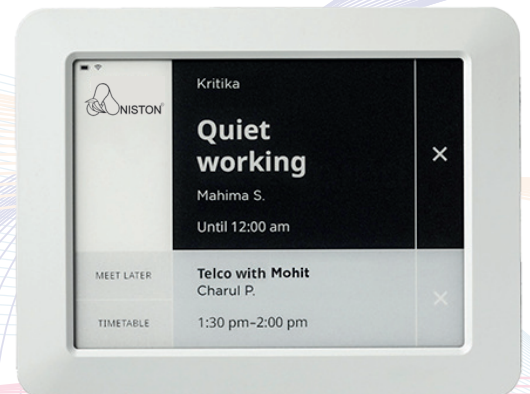 NISTON®
Kritika
Quiet
working
Mahima S.
Until 12:00 am
MEET LATER
Telco with Mohit
Charul P.
TIMETABLE
1:30 pm–2:00 pm